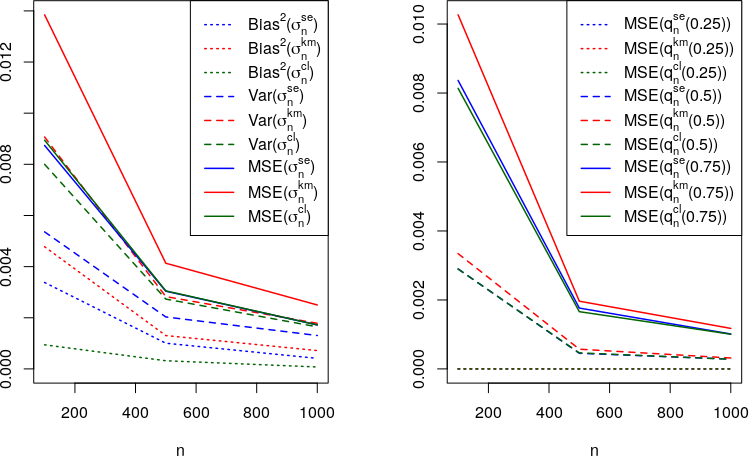 Bias²(σₙˢᵉ)
Bias²(σₙᵏᵐ)
Bias²(σₙᶜˡ)
Var(σₙˢᵉ)
Var(σₙᵏᵐ)
Var(σₙᶜˡ)
MSE(σₙˢᵉ)
MSE(σₙᵏᵐ)
MSE(σₙᶜˡ)
0.012
0.008
0.004
0.000
200 400 600 800 1000
n
MSE(qₙˢᵉ(0.25))
MSE(qₙᵏᵐ(0.25))
MSE(qₙᶜˡ(0.25))
MSE(qₙˢᵉ(0.5))
MSE(qₙᵏᵐ(0.5))
MSE(qₙᶜˡ(0.5))
MSE(qₙˢᵉ(0.75))
MSE(qₙᵏᵐ(0.75))
MSE(qₙᶜˡ(0.75))
0.010
0.008
0.006
0.004
0.002
0.000
200 400 600 800 1000
n